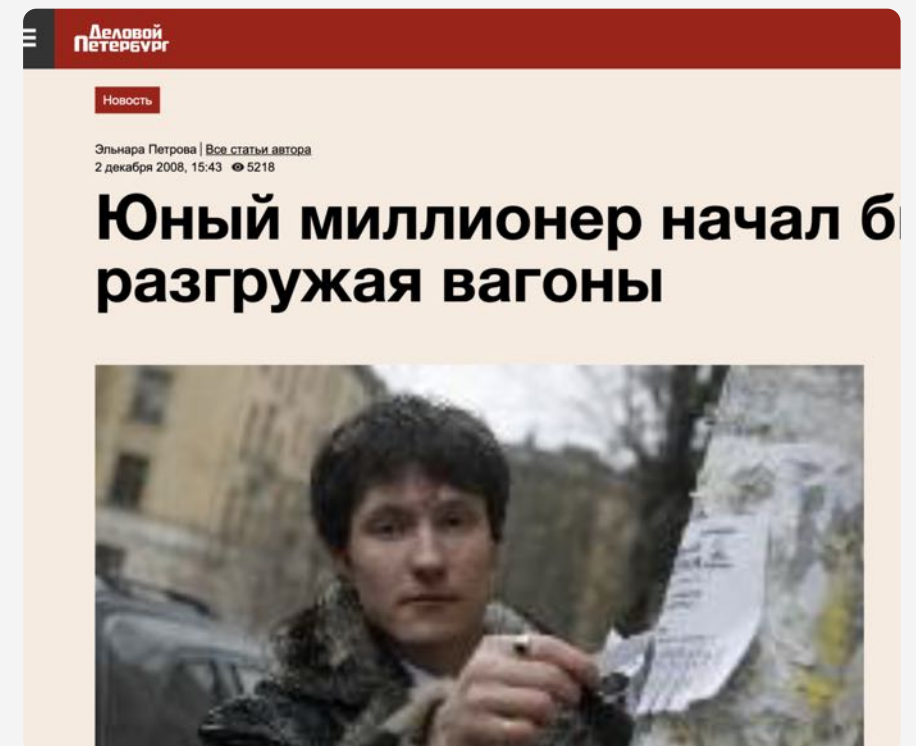 Деловой
Петербург
Новость
Эльнара Петрова | Все статьи автора
2 декабря 2008, 15:43 5218
Юный миллионер начал
разгружая вагоны